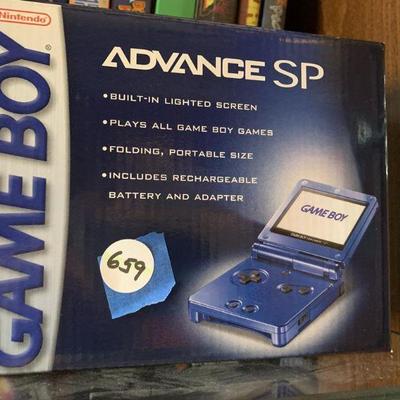 Nintendo®
GAME BOY
ADVANCE SP
•BUILT-IN LIGHTED SCREEN
•PLAYS ALL GAME BOY GAMES
•FOLDING, PORTABLE SIZE
•INCLUDES RECHARGEABLE
BATTERY AND ADAPTER
GAME BOY
659